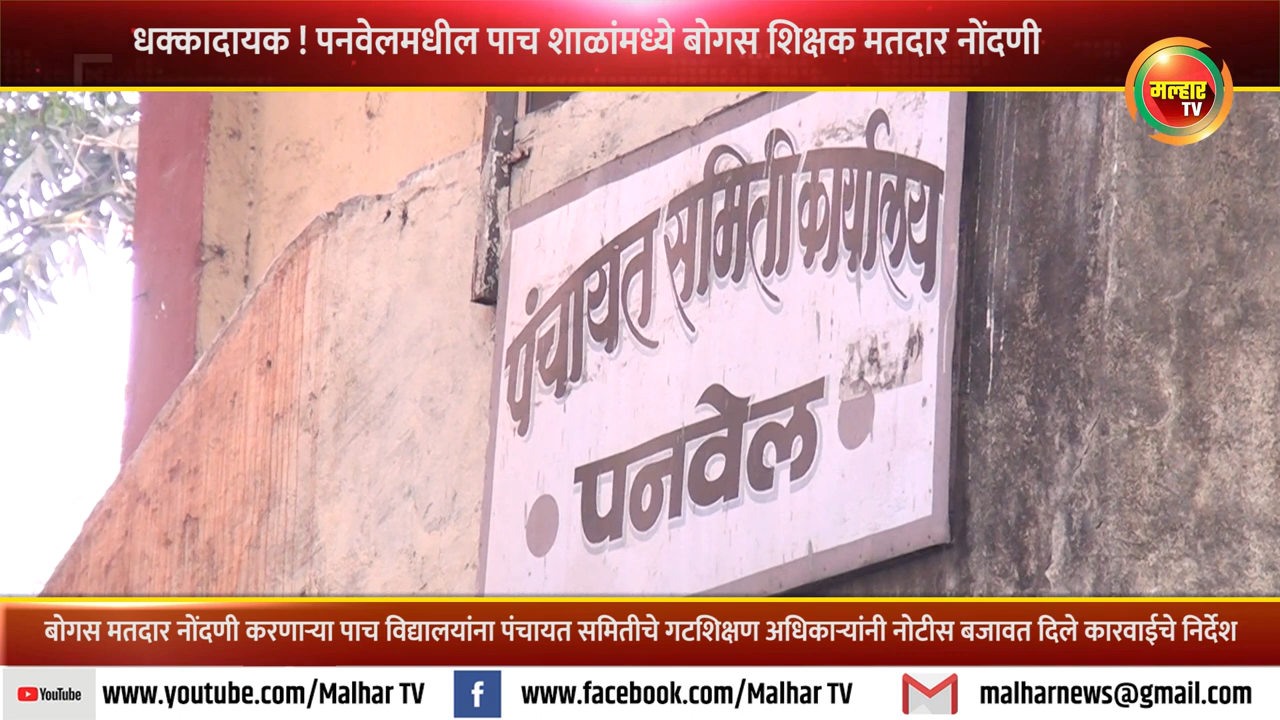 धक्कादायक ! पनवेलमधील पाच शाळांमध्ये बोगस शिक्षक मतदार नोंदणी
मल्हार
TV
पंचायत समिती कार्यालय
पनवेल
बोगस मतदार नोंदणी करणाऱ्या पाच विद्यालयांना पंचायत समितीचे गटशिक्षण अधिकाऱ्यांनी नोटीस बजावत दिले कारवाईचे निर्देश
YouTube www.youtube.com/Malhar TV www.facebook.com/Malhar TV malharnews@gmail.com